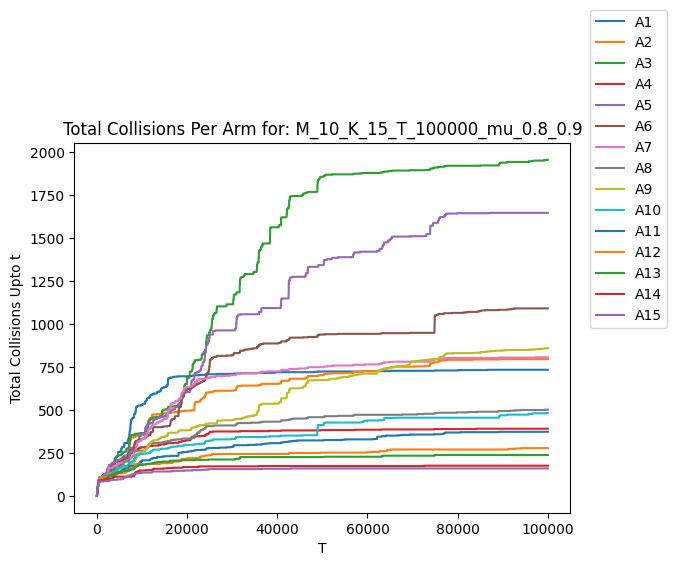 Total Collisions Per Arm for: M_10_K_15_T_100000_mu_0.8_0.9
Total Collisions Upto t
2000
1750
1500
1250
1000
750
500
250
0
0 20000 40000 60000 80000 100000
T
A1
A2
A3
A4
A5
A6
A7
A8
A9
A10
A11
A12
A13
A14
A15